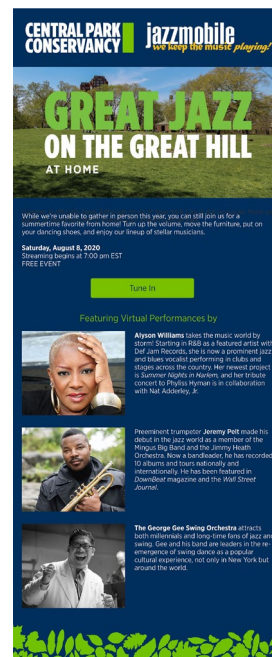 CENTRAL PARK
CONSERVANCY
jazzmobile
we keep the music playing!
GREAT JAZZ
ON THE GREAT HILL
AT HOME
While we're unable to gather in person this year, you can still join us for a
summertime favorite from home! Turn up the volume, move the furniture, put on
your dancing shoes, and enjoy our lineup of stellar musicians.
Saturday, August 8, 2020
Streaming begins at 7:00 pm EST
FREE EVENT
Tune In
Featuring Virtual Performances by
Alyson Williams takes the music world by
storm! Starting in R&B as a featured artist with
Def Jam Records, she is now a prominent jazz
and blues vocalist performing in clubs and
stages across the country. Her newest project
is Summer Nights in Harlem, and her tribute
concert to Phyliss Hyman is in collaboration
with Nat Adderley, Jr.
Preeminent trumpeter Jeremy Pelt made his
debut in the jazz world as a member of the
Mingus Big Band and the Jimmy Heath
Orchestra. Now a bandleader, he has recorded
10 albums and tours nationally and
internationally. He has been featured in
DownBeat magazine and the Wall Street
Journal.
The George Gee Swing Orchestra attracts
both millennials and long-time fans of jazz and
swing. Gee and his band are leaders in the re-
emergence of swing dance as a popular
cultural experience, not only in New York but
around the world.